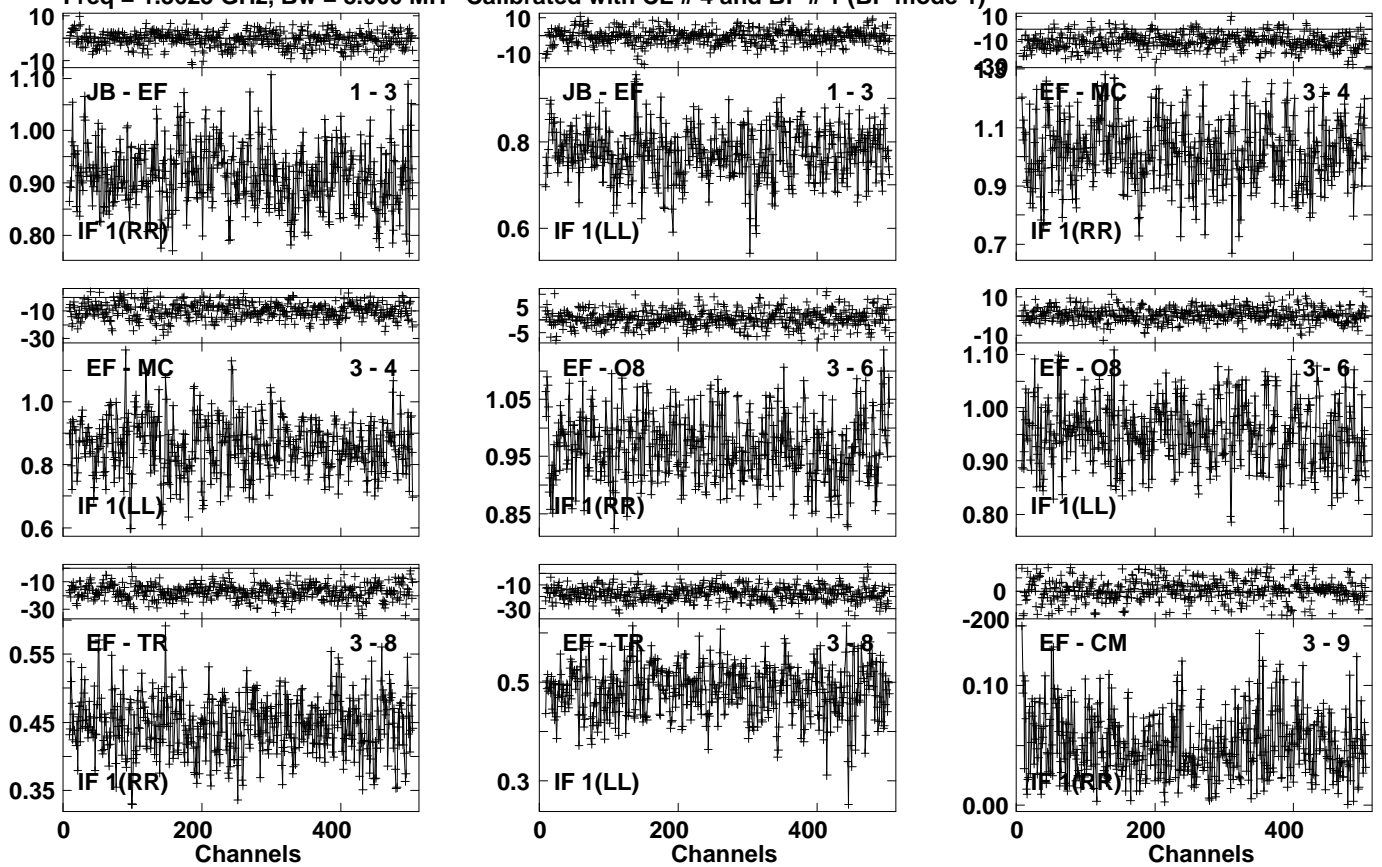 Calibrated with CL # 4 and BP # 1 (BP mode 1)
10
-10
1.10
1.00
0.90
0.80
JB - EF 1 - 3
IF 1(RR)
10
-10
0.8
0.6
JB - EF 1 - 3
IF 1(LL)
10
-10
-30
1.3
1.1
0.9
0.7
EF - MC 3 - 4
IF 1(RR)
-10
-30
1.0
0.8
0.6
EF - MC 3 - 4
IF 1(LL)
5
-5
1.05
0.95
0.85
EF - O8 3 - 6
IF 1(RR)
10
-10
1.10
1.00
0.90
0.80
EF - O8 3 - 6
IF 1(LL)
-10
-30
0.55
0.45
0.35
EF - TR 3 - 8
IF 1(RR)
0 200 400
Channels
-10
-30
0.5
0.3
EF - TR 3 - 8
IF 1(LL)
0 200 400
Channels
0
-200
0.10
0.00
EF - CM 3 - 9
IF 1(RR)
0 200 400
Channels